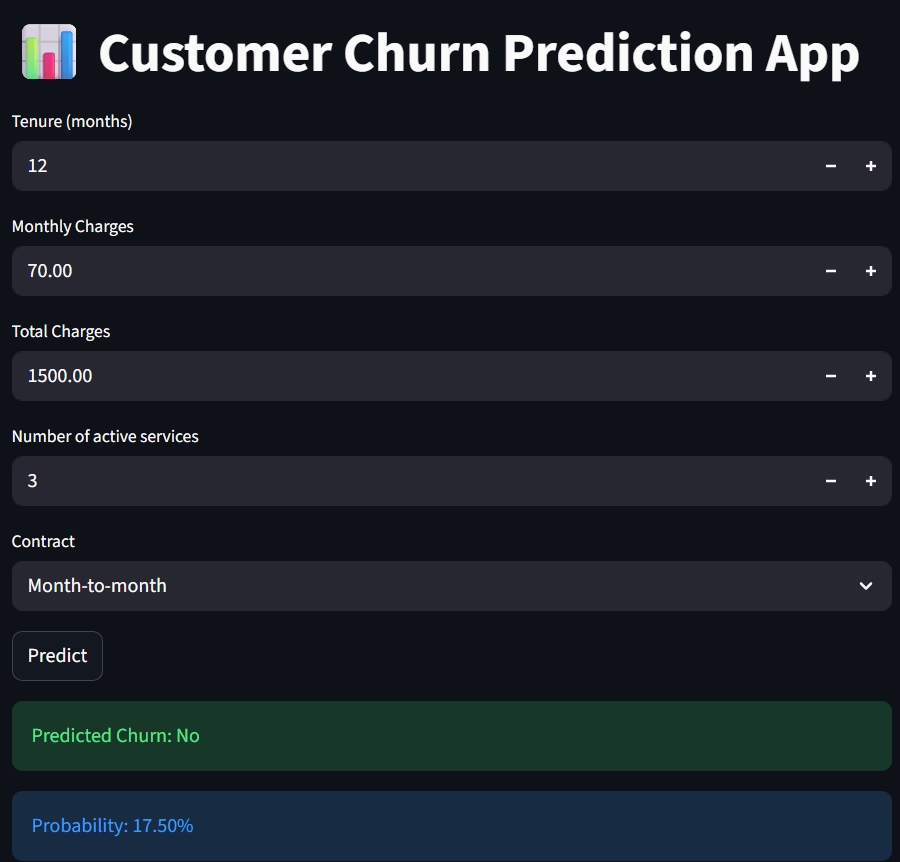 Customer Churn Prediction App
Tenure (months)
12
Monthly Charges
70.00
Total Charges
1500.00
Number of active services
3
Contract
Month-to-month
Predict
Predicted Churn: No
Probability: 17.50%